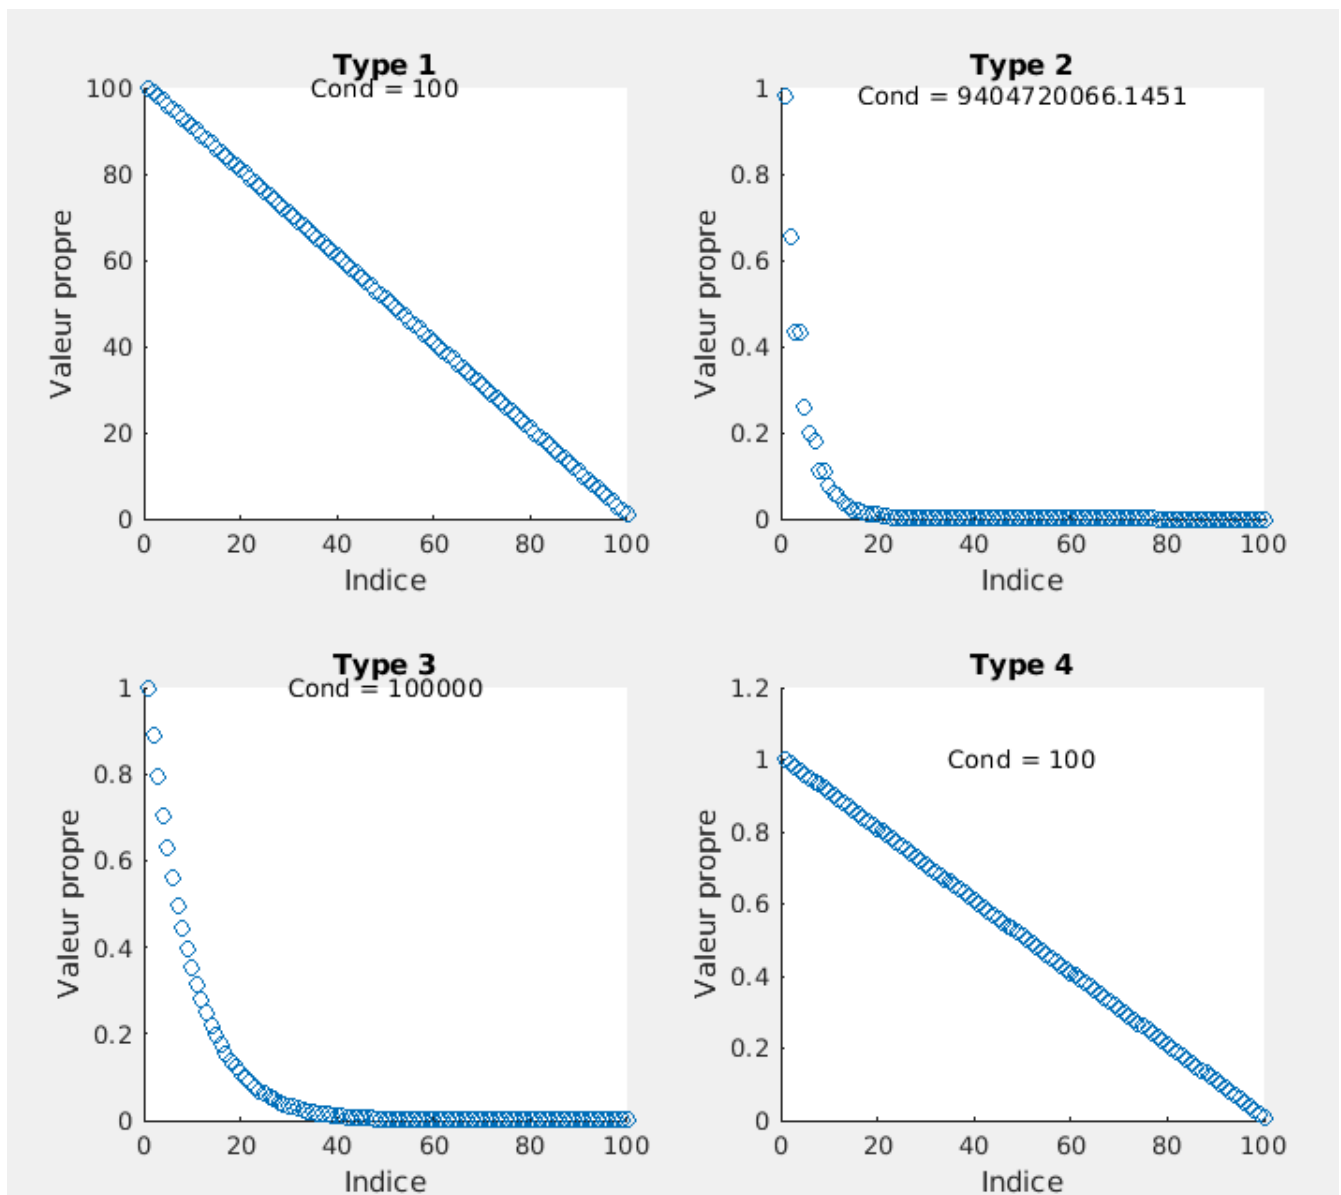 Type 1
Cond = 100
100
80
60
40
20
0
Valeur propre
0 20 40 60 80 100
Indice
Type 2
Cond = 9404720066.1451
1
0.8
0.6
0.4
0.2
0
Valeur propre
0 20 40 60 80 100
Indice
Type 3
Cond = 100000
1
0.8
0.6
0.4
0.2
0
Valeur propre
0 20 40 60 80 100
Indice
Type 4
Cond = 100
1.2
1
0.8
0.6
0.4
0.2
0
Valeur propre
0 20 40 60 80 100
Indice